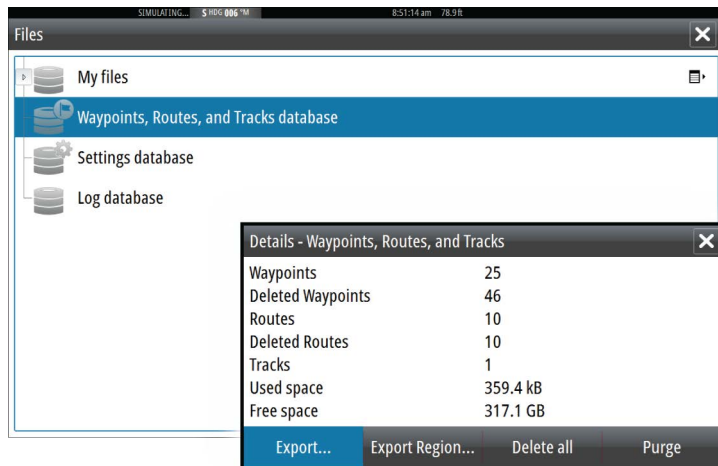 SIMULATING... S HDG 006 °M 8:51:14 am 78.9 ft
Files
My files
Waypoints, Routes, and Tracks database
Settings database
Log database
Details - Waypoints, Routes, and Tracks
Waypoints 25
Deleted Waypoints 46
Routes 10
Deleted Routes 10
Tracks 1
Used space 359.4 kB
Free space 317.1 GB
Export... Export Region... Delete all Purge